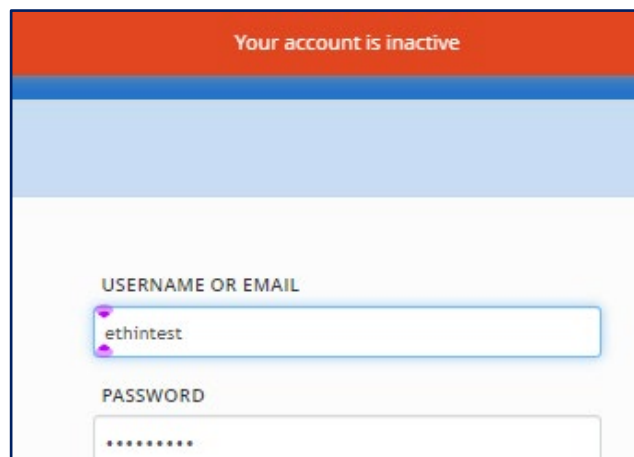 Your account is inactive
USERNAME OR EMAIL
ethintest
PASSWORD
•••••••••